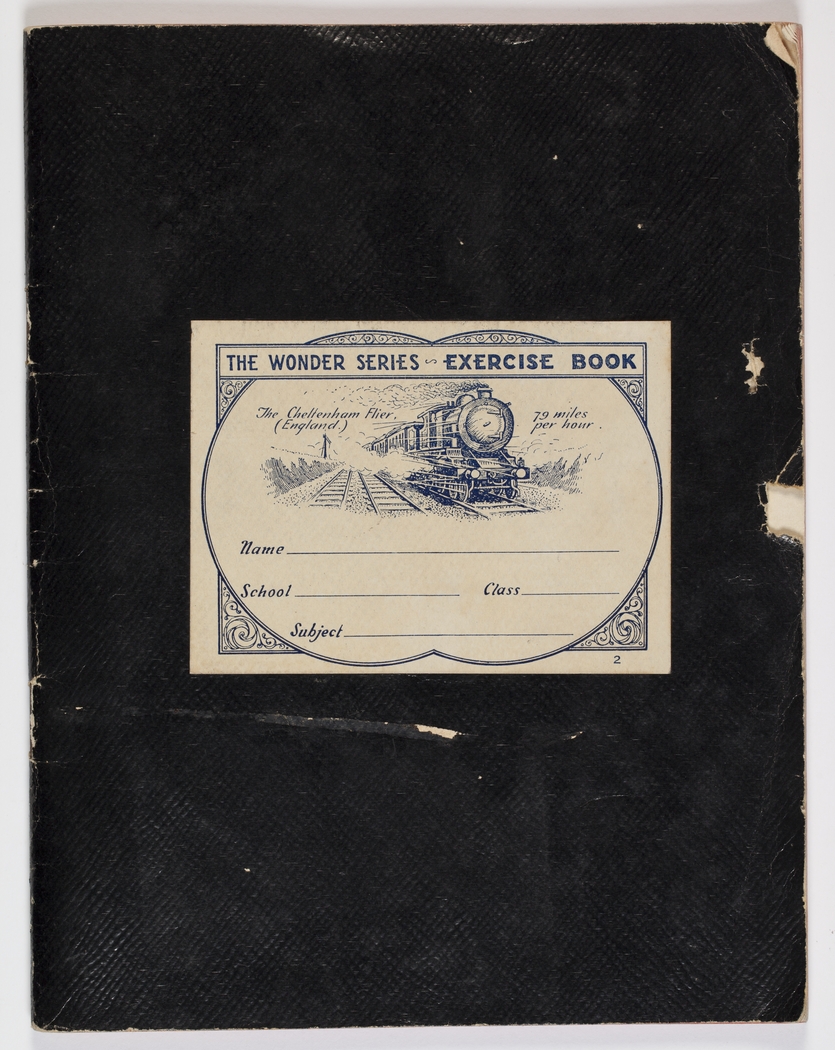 THE WONDER SERIES ~ EXERCISE BOOK
The Cheltenham Flier,
(England.)
79 miles
per hour.
Name
School Class
Subject
2